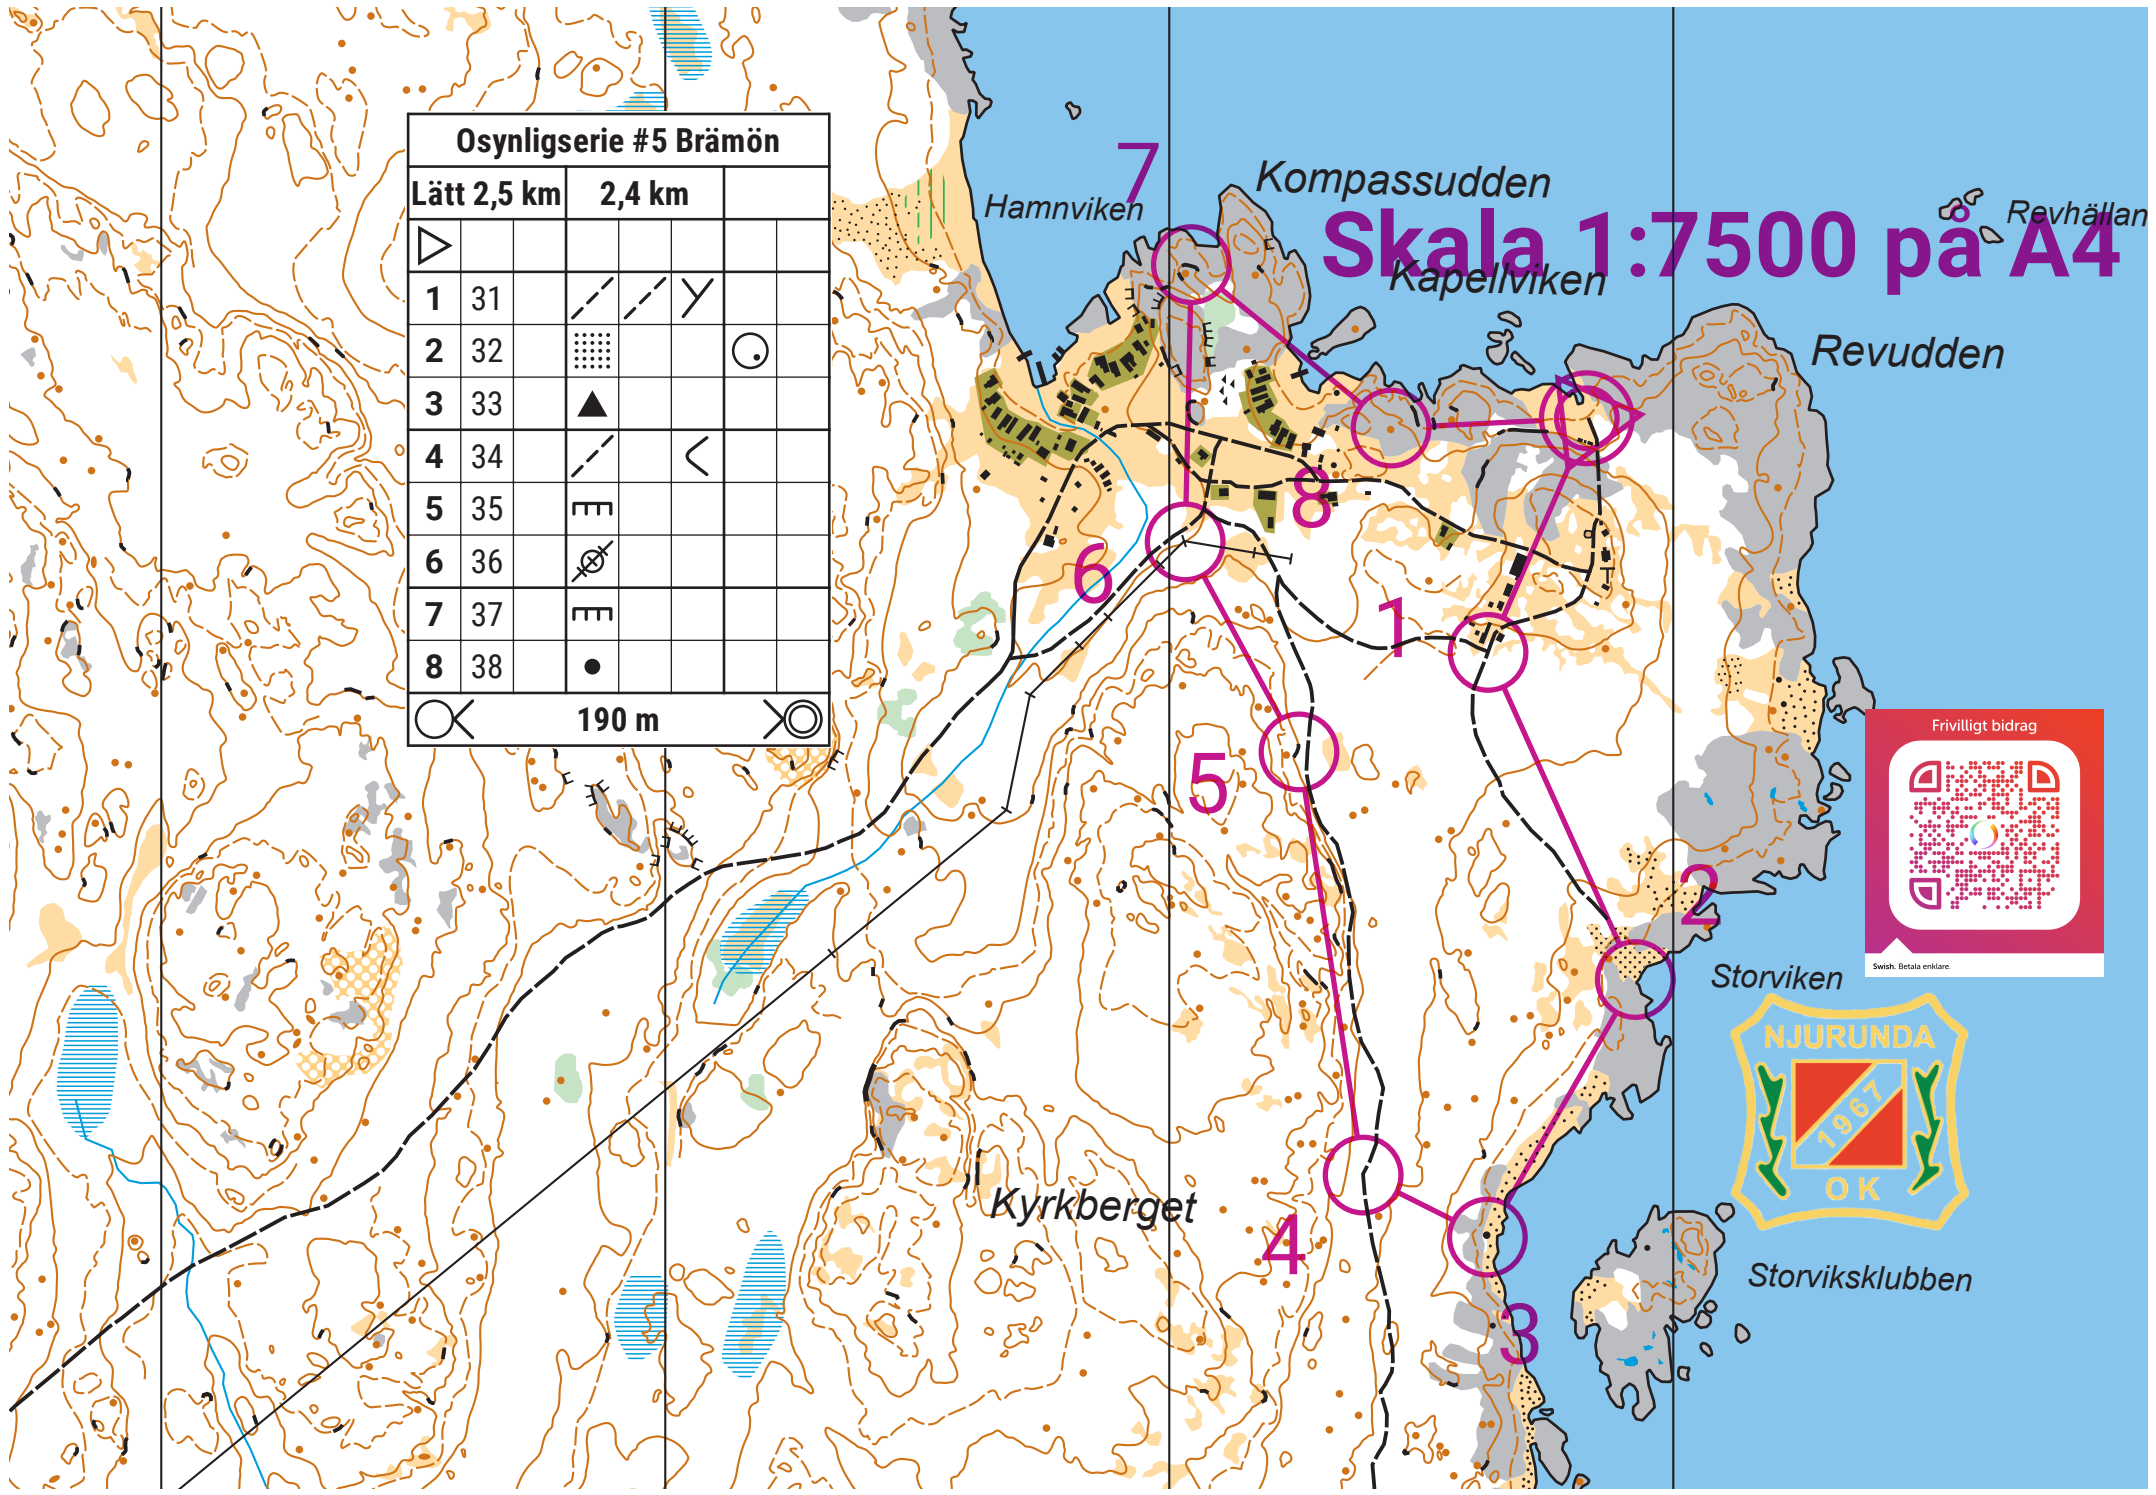 Osynligserie #5 Brämön
Lätt 2,5 km 2,4 km
1 31
2 32
3 33
4 34
5 35
6 36
7 37
8 38
190 m
7
Kompassudden
Hamnviken
Revhällan
Skala 1:7500 på A4
Kapellviken
Revudden
8
6
1
5
Frivilligt bidrag
2
Swish. Betala enklare.
Storviken
NJURUNDA
1967
OK
Kyrkberget
4
Storviksklubben
3